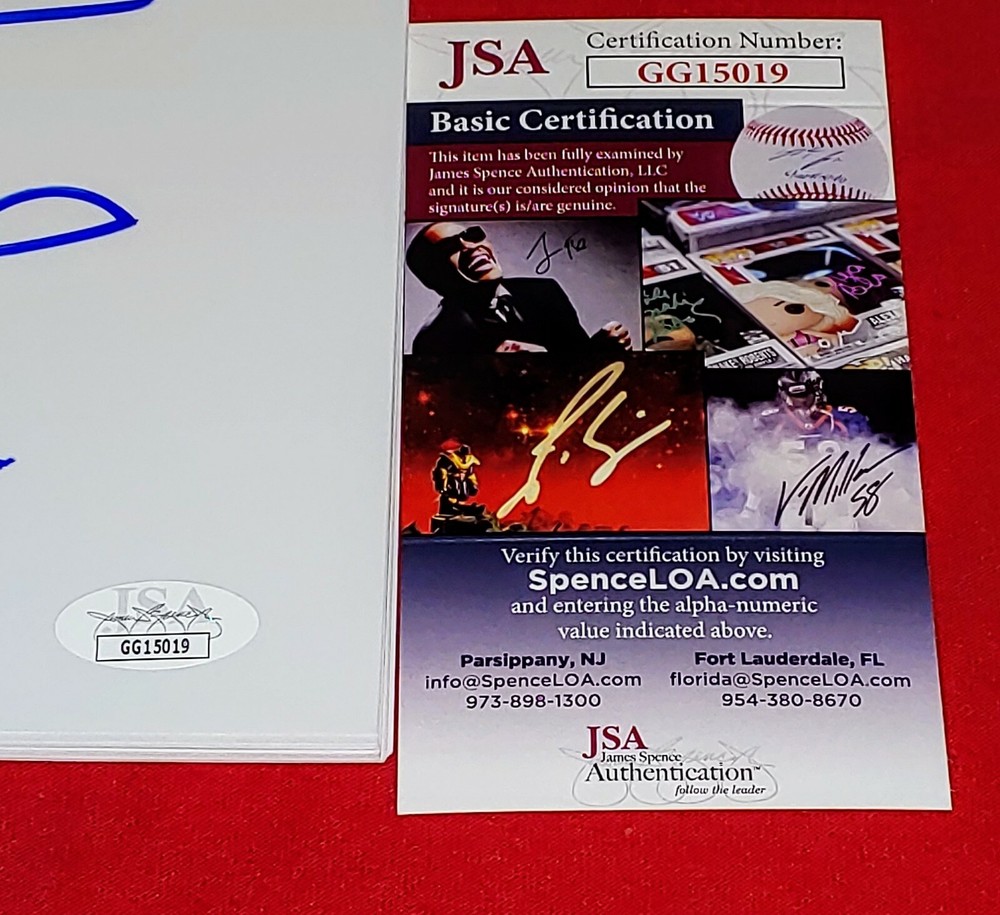 JSA
Certification Number:
GG15019
Basic Certification
This item has been fully examined by
James Spence Authentication, LLC
and it is our considered opinion that the
signature(s) is/are genuine.
V. Miller
58
Verify this certification by visiting
SpenceLOA.com
and entering the alpha-numeric
value indicated above.
Parsippany, NJ
info@SpenceLOA.com
973-898-1300
Fort Lauderdale, FL
florida@SpenceLOA.com
954-380-8670
JSA
James Spence
Authentication™
follow the leader
JSA
GG15019